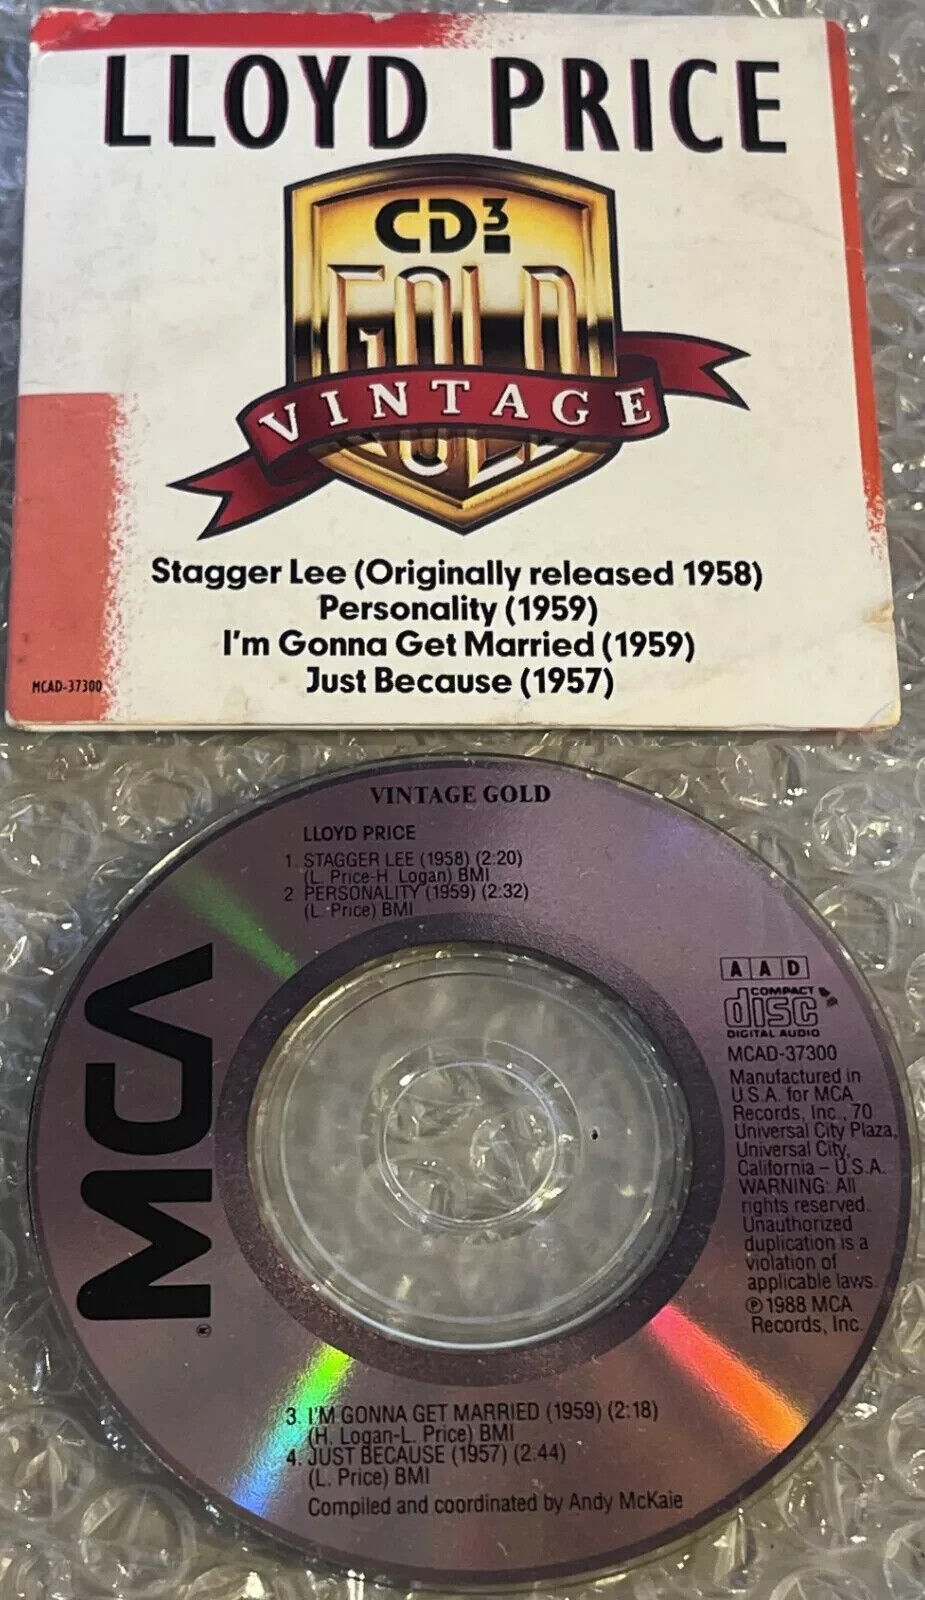 LLOYD PRICE
CD3
GOLD
VINTAGE
Stagger Lee (Originally released 1958)
Personality (1959)
I'm Gonna Get Married (1959)
Just Because (1957)
MCAD-37300
VINTAGE GOLD
LLOYD PRICE
1. STAGGER LEE (1958) (2:20)
(L. Price-H. Logan) BMI
2 PERSONALITY (1959) (2:32)
(L. Price) BMI
MCA
AAD
COMPACT
disc
DIGITAL AUDIO
MCAD-37300
Manufactured in
U.S.A. for MCA
Records, Inc., 70
Universal City Plaza,
Universal City,
California – U.S.A.
WARNING: All
rights reserved.
Unauthorized
duplication is a
violation of
applicable laws.
℗ 1988 MCA
Records, Inc.
3. I'M GONNA GET MARRIED (1959) (2:18)
(H. Logan-L. Price) BMI
4. JUST BECAUSE (1957) (2:44)
(L. Price) BMI
Compiled and coordinated by Andy McKaie